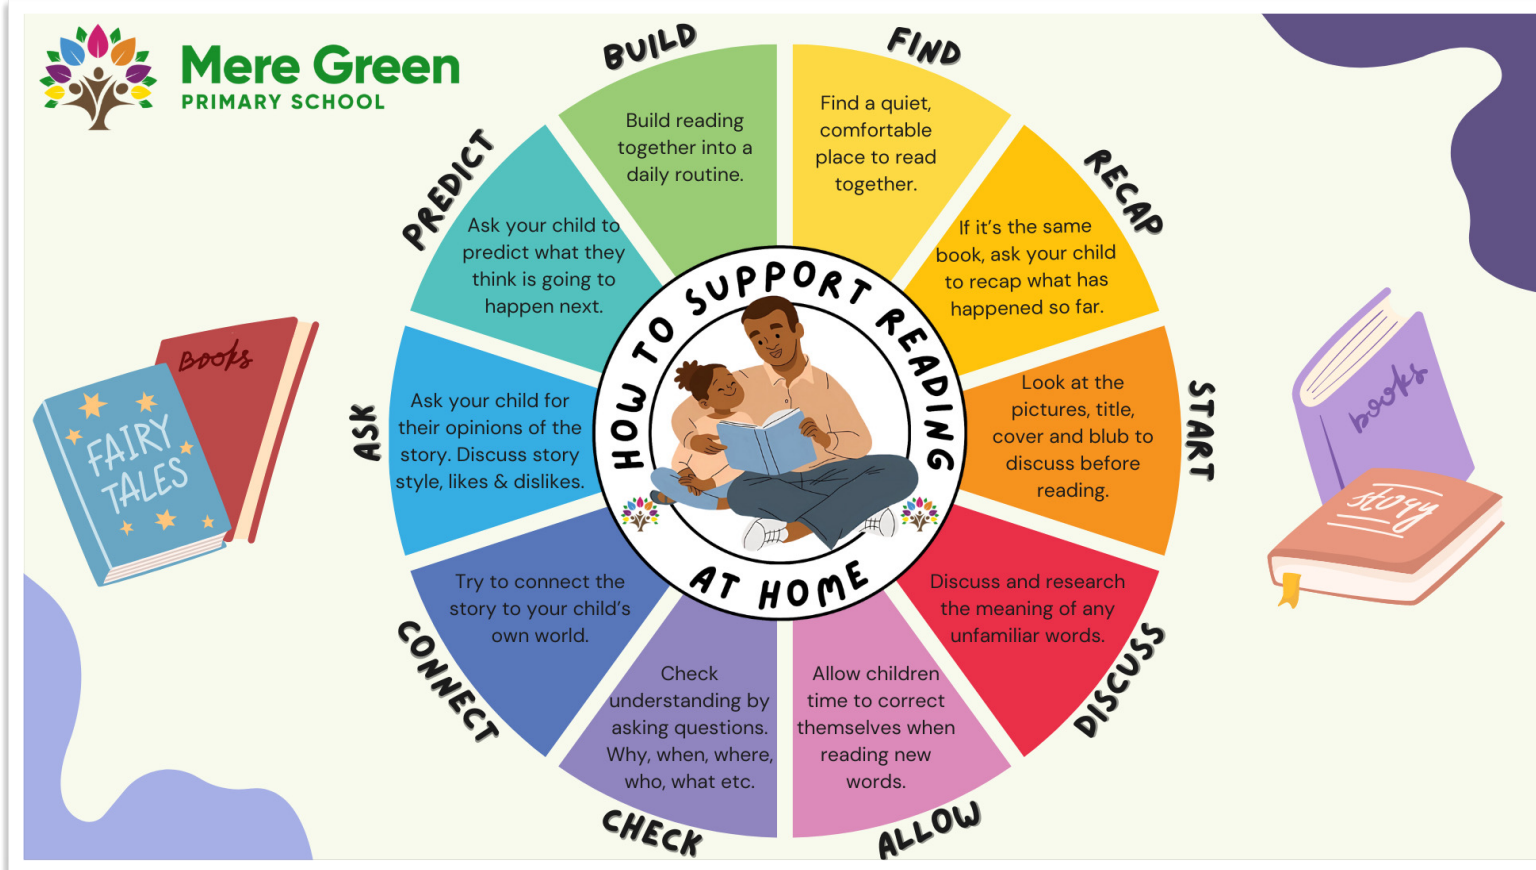 Mere Green
PRIMARY SCHOOL
BUILD
Build reading
together into a
daily routine.
FIND
Find a quiet,
comfortable
place to read
together.
RECAP
If it's the same
book, ask your child
to recap what has
happened so far.
START
Look at the
pictures, title,
cover and blub to
discuss before
reading.
DISCUSS
Discuss and research
the meaning of any
unfamiliar words.
ALLOW
Allow children
time to correct
themselves when
reading new
words.
CHECK
Check
understanding by
asking questions.
Why, when, where,
who, what etc.
CONNECT
Try to connect the
story to your child's
own world.
ASK
Ask your child for
their opinions of the
story. Discuss story
style, likes & dislikes.
PREDICT
Ask your child to
predict what they
think is going to
happen next.
HOW TO SUPPORT READING
AT HOME
Books
FAIRY
TALES
books
story